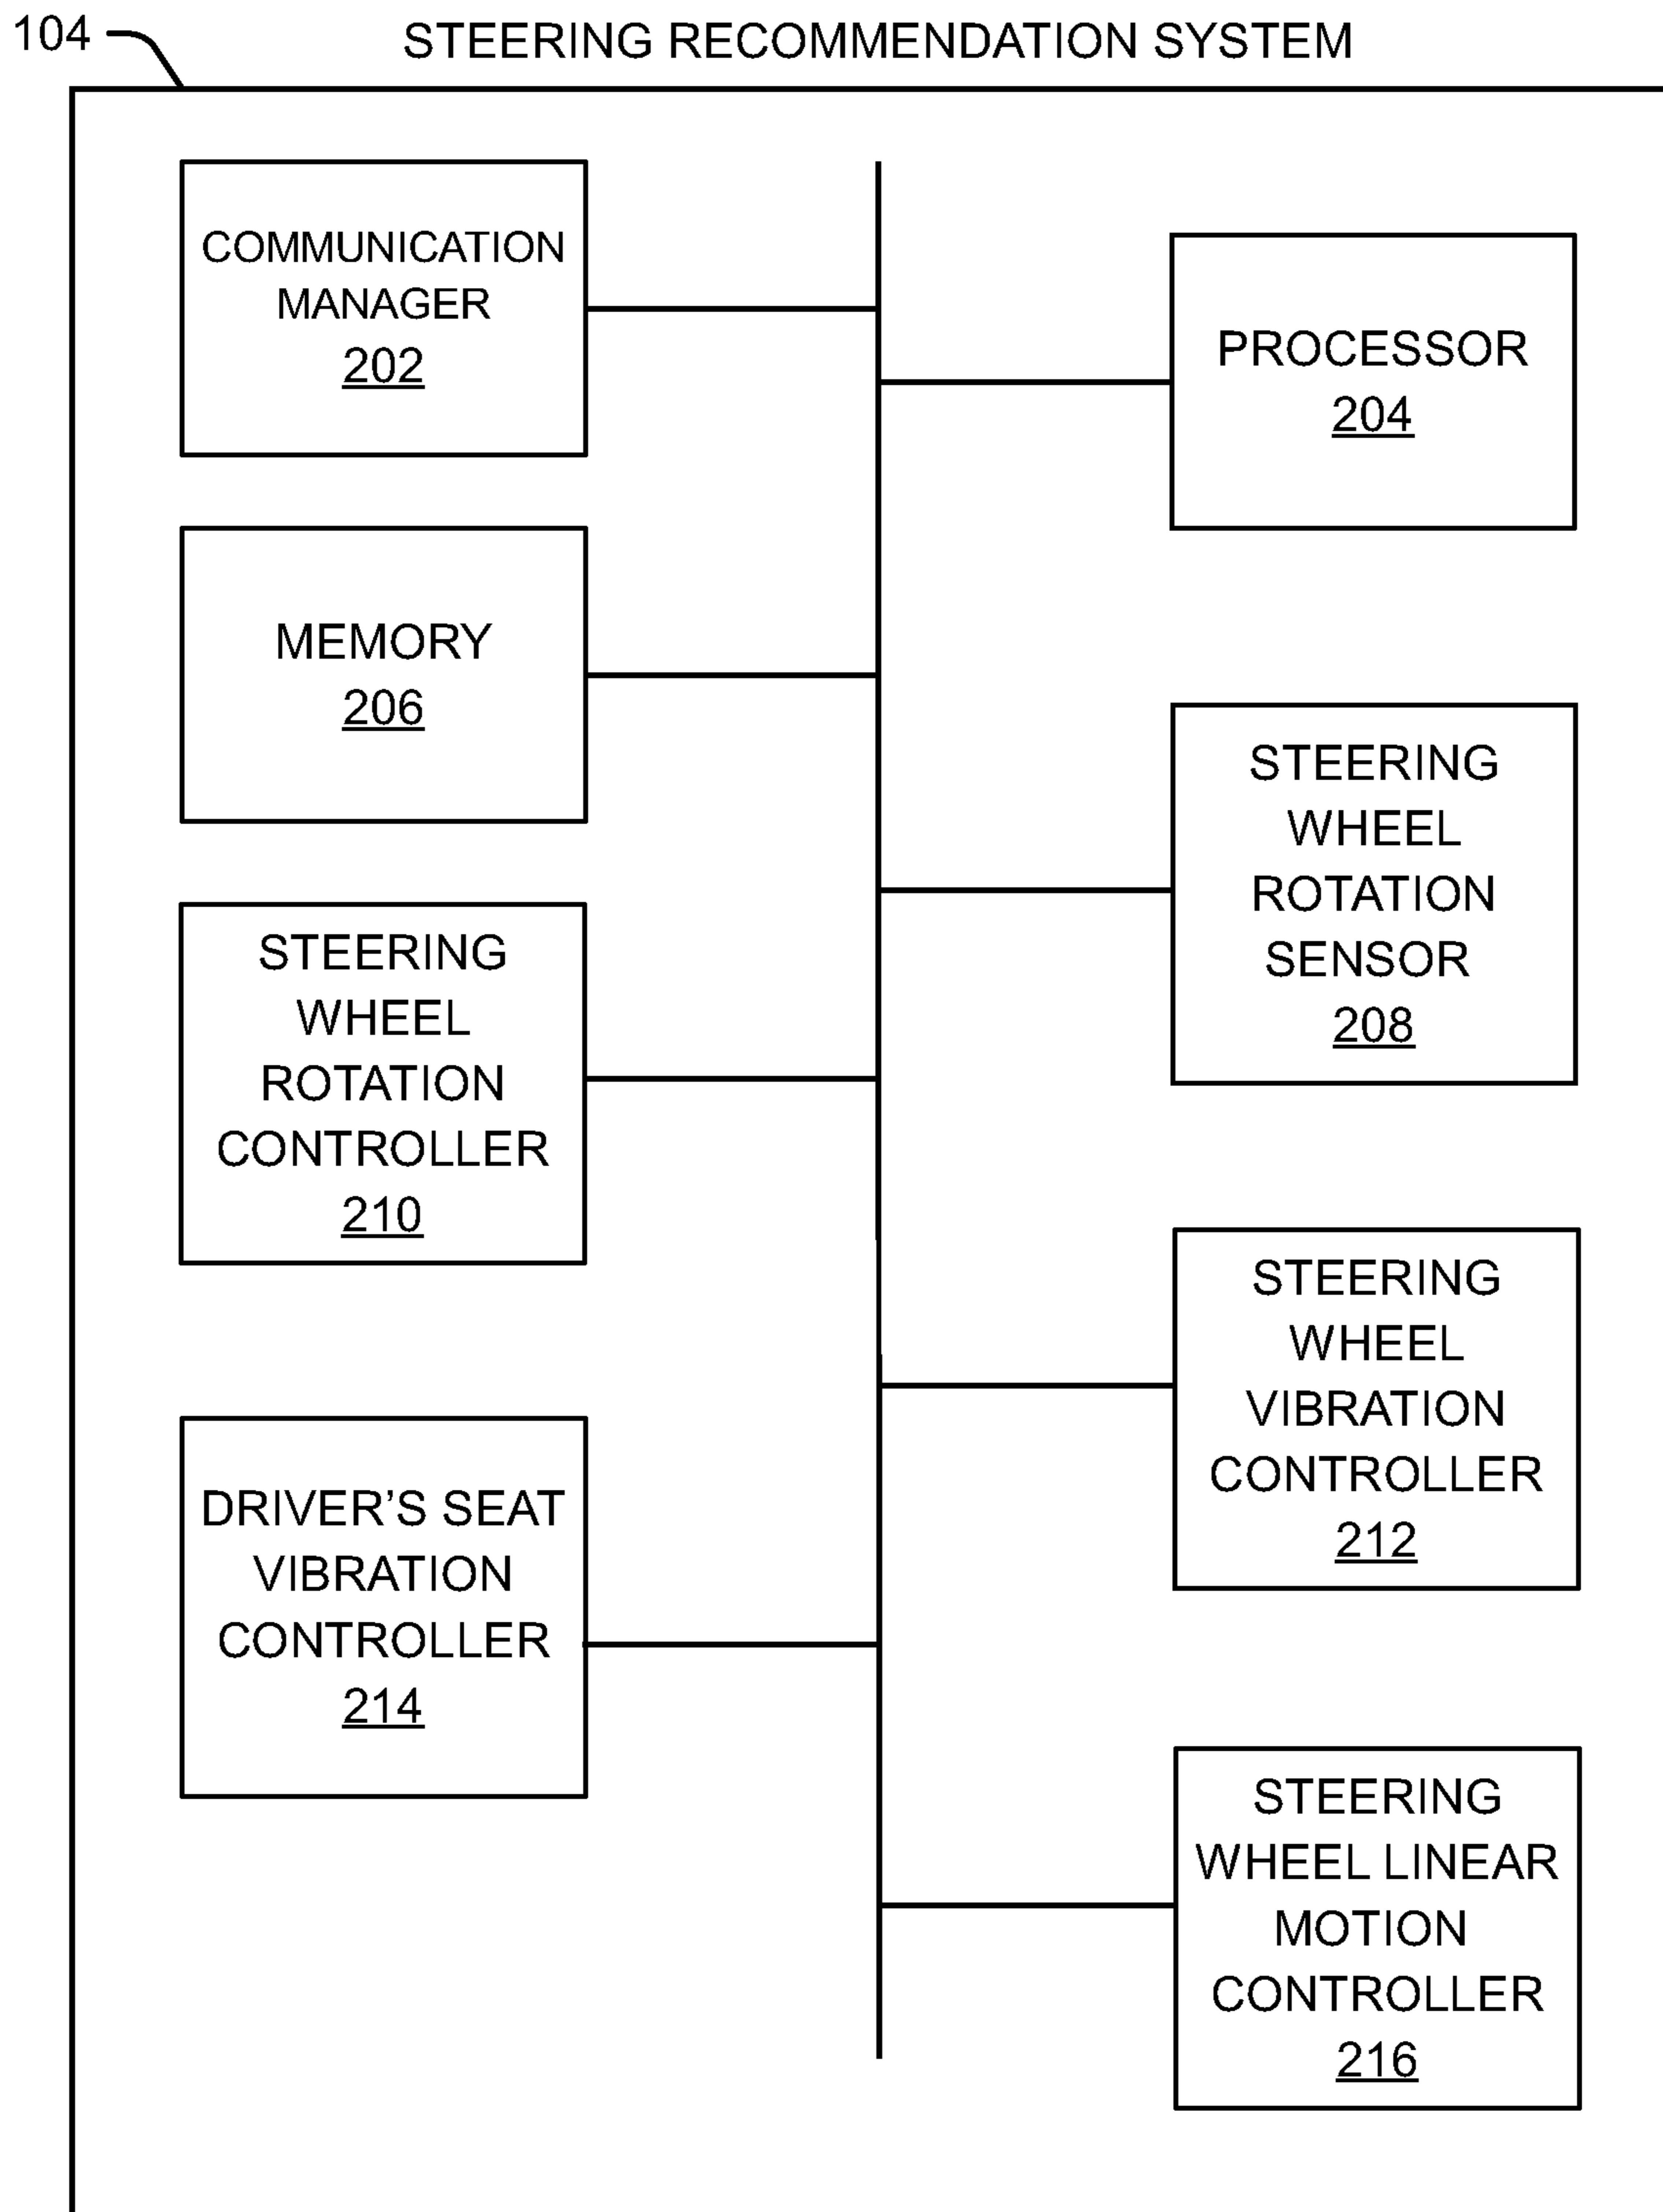 104
STEERING RECOMMENDATION SYSTEM
COMMUNICATION
MANAGER
202
PROCESSOR
204
MEMORY
206
STEERING
WHEEL
ROTATION
SENSOR
208
STEERING
WHEEL
ROTATION
CONTROLLER
210
STEERING
WHEEL
VIBRATION
CONTROLLER
212
DRIVER’S SEAT
VIBRATION
CONTROLLER
214
STEERING
WHEEL LINEAR
MOTION
CONTROLLER
216